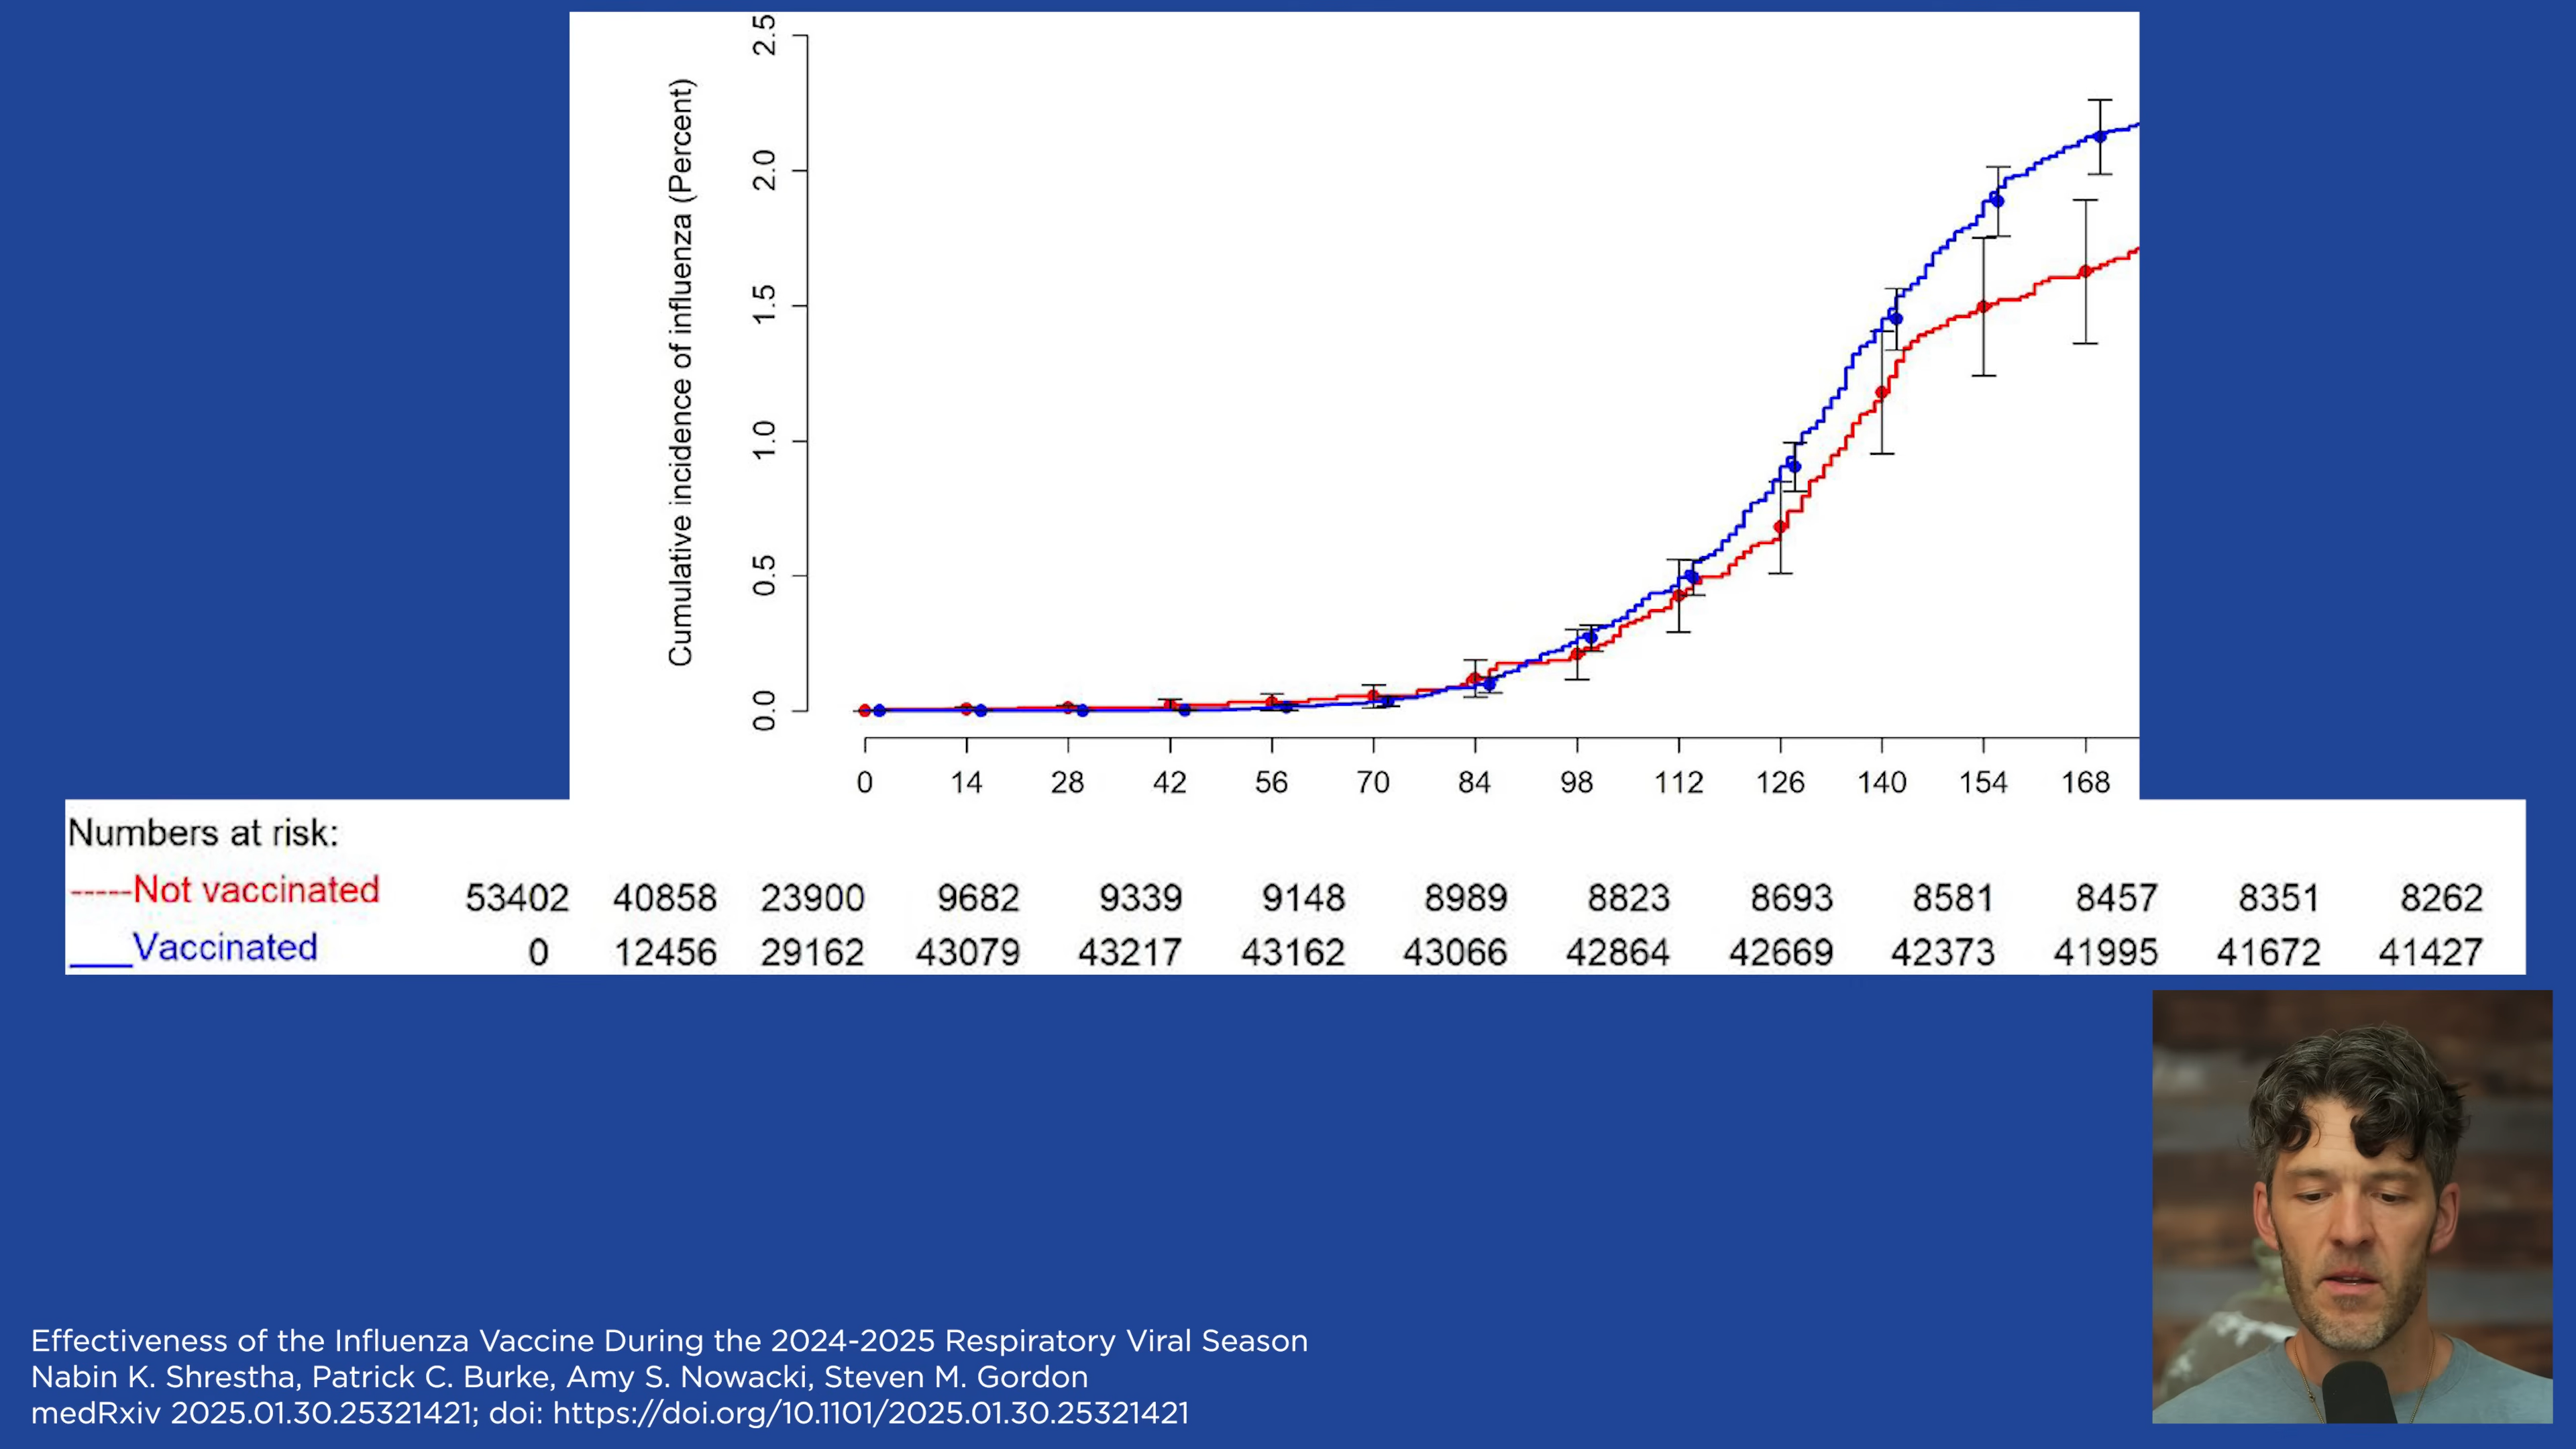 Cumulative incidence of influenza (Percent)
2.5
2.0
1.5
1.0
0.5
0.0
0 14 28 42 56 70 84 98 112 126 140 154 168
Numbers at risk:
-----Not vaccinated 53402 40858 23900 9682 9339 9148 8989 8823 8693 8581 8457 8351 8262
___Vaccinated 0 12456 29162 43079 43217 43162 43066 42864 42669 42373 41995 41672 41427
Effectiveness of the Influenza Vaccine During the 2024-2025 Respiratory Viral Season
Nabin K. Shrestha, Patrick C. Burke, Amy S. Nowacki, Steven M. Gordon
medRxiv 2025.01.30.25321421; doi: https://doi.org/10.1101/2025.01.30.25321421